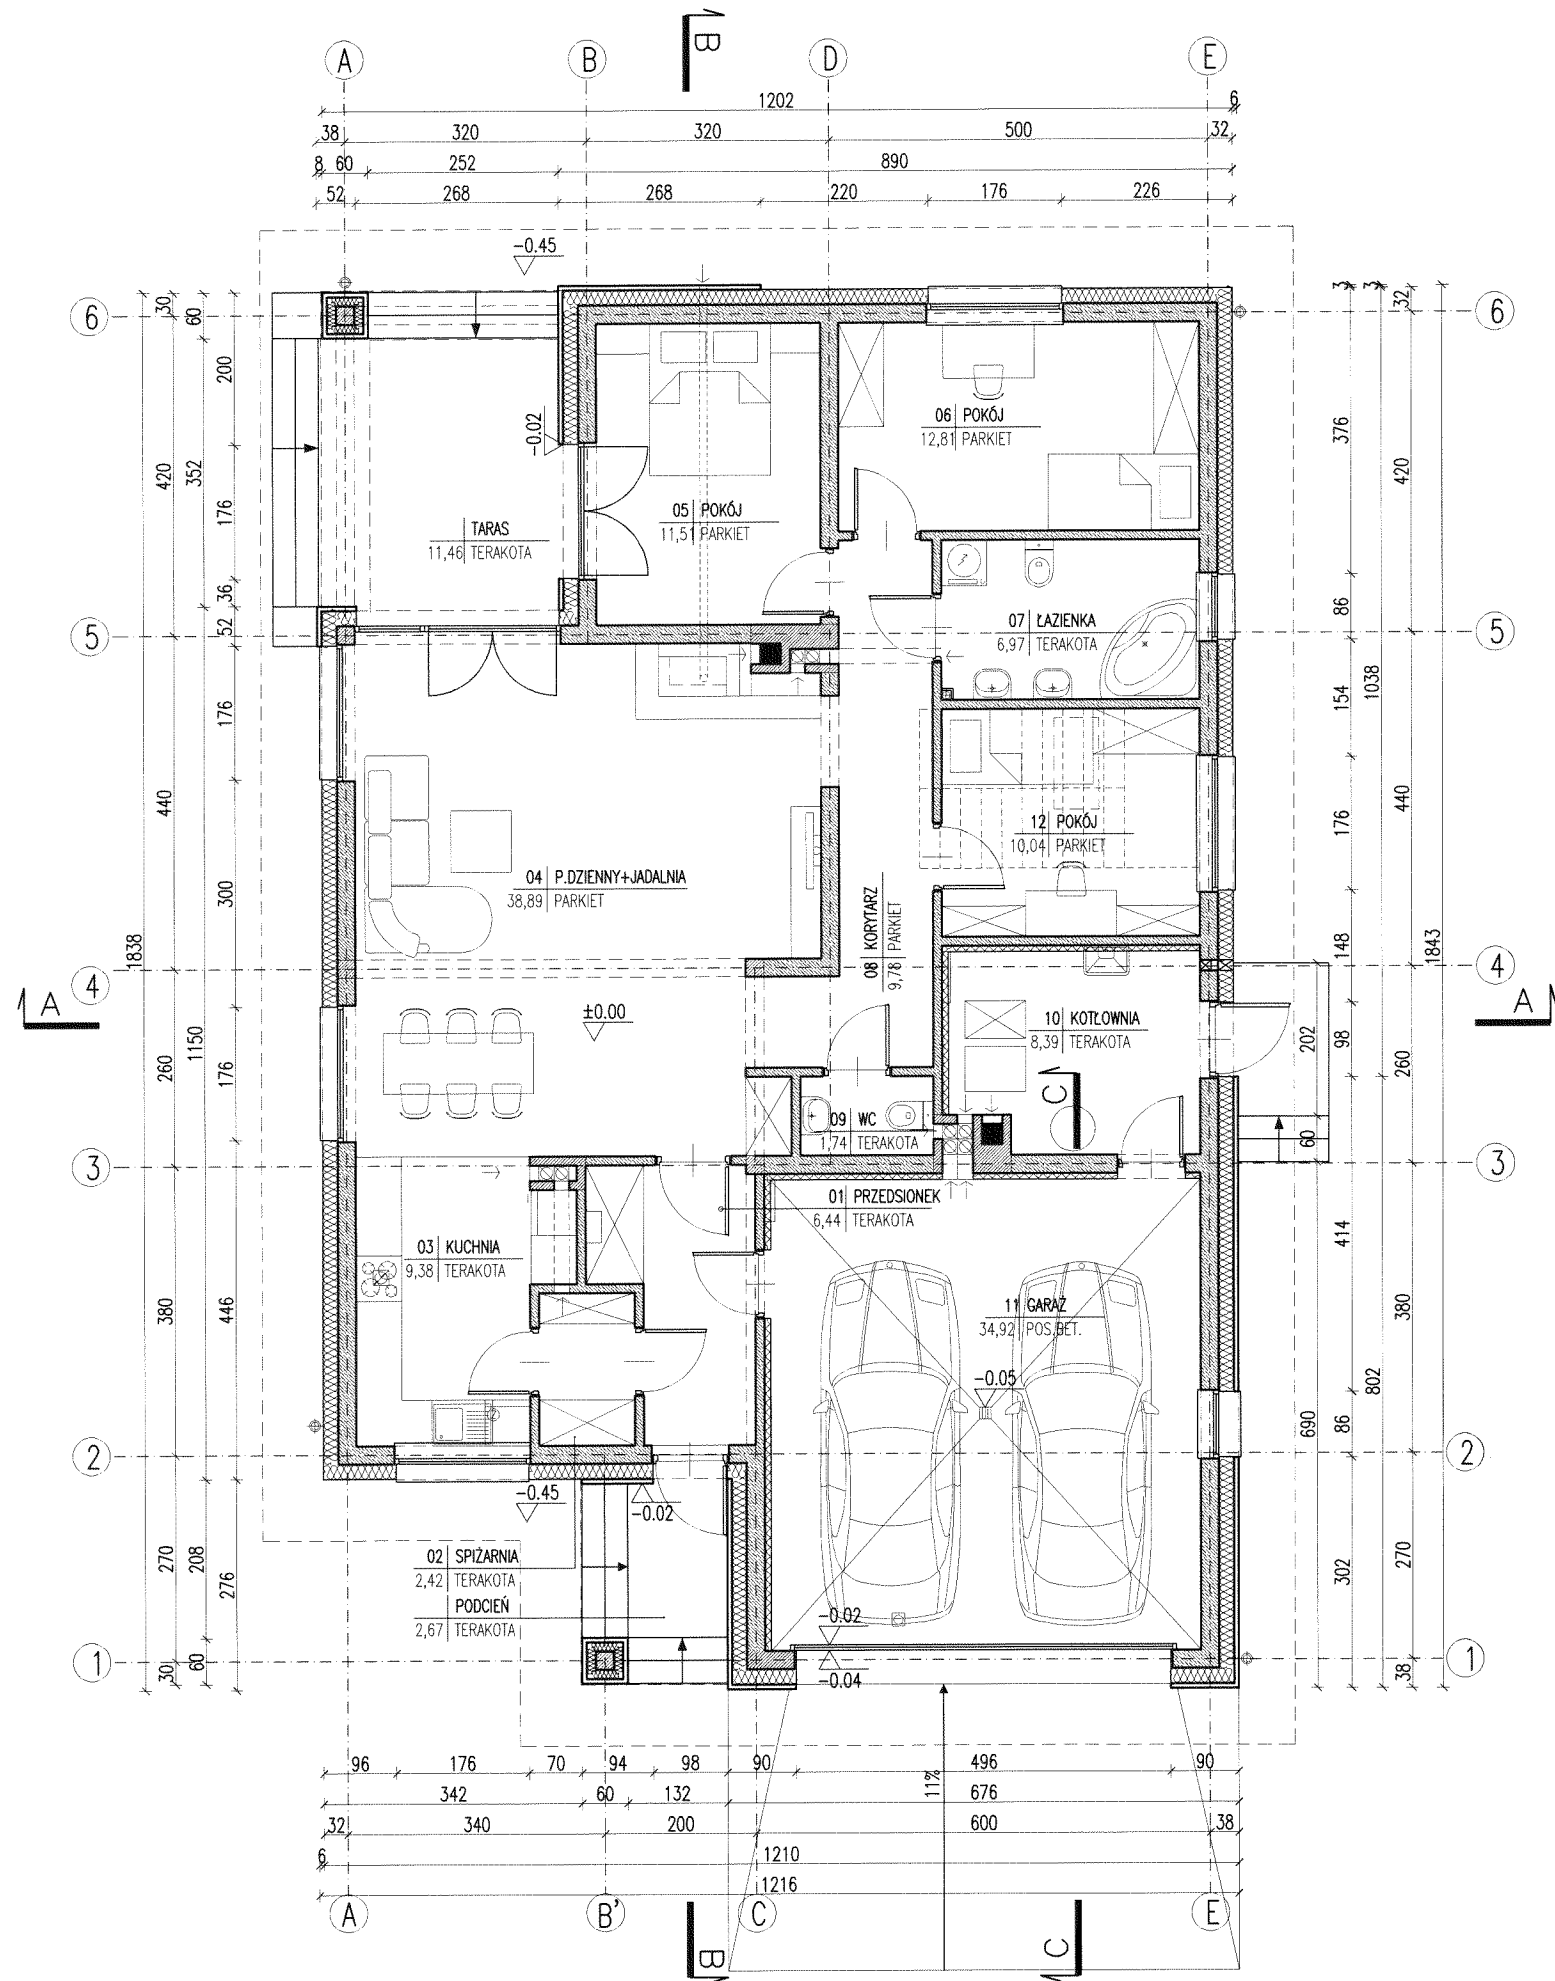 B
A B D E
1202 6
38 320 320 500 32
8 60 252 890
52 268 268 220 176 226
-0.45
6 6
30 60 200 420 352 176 36 52
3 3 32 376 420 86
-0.02
06 POKÓJ
12,81 PARKIET
05 POKÓJ
11,51 PARKIET
TARAS
11,46 TERAKOTA
07 ŁAZIENKA
6,97 TERAKOTA
5 5
176 440 300 1838
154 1038 176 440 148 1843
12 POKÓJ
10,04 PARKIET
04 P.DZIENNY+JADALNIA
38,89 PARKIET
08 KORYTARZ
9,78 PARKIET
4 4
A A
±0.00
10 KOTŁOWNIA
8,39 TERAKOTA
C
260 1150 176
202 98 260 60
09 WC
1,74 TERAKOTA
3 3
01 PRZEDSIONEK
6,44 TERAKOTA
03 KUCHNIA
9,38 TERAKOTA
11 GARAŻ
34,92 POS.BET.
-0.05
380 446
414 380 802 690 86
2 2
-0.45
-0.02
02 SPIŻARNIA
2,42 TERAKOTA
PODCIEŃ
2,67 TERAKOTA
270 208 276
302 270
-0.02
-0.04
1 1
30 60 38
96 176 70 94 98 90 496 90
11%
342 60 132 676
32 340 200 600 38
6 1210
1216
A B' C E
B C